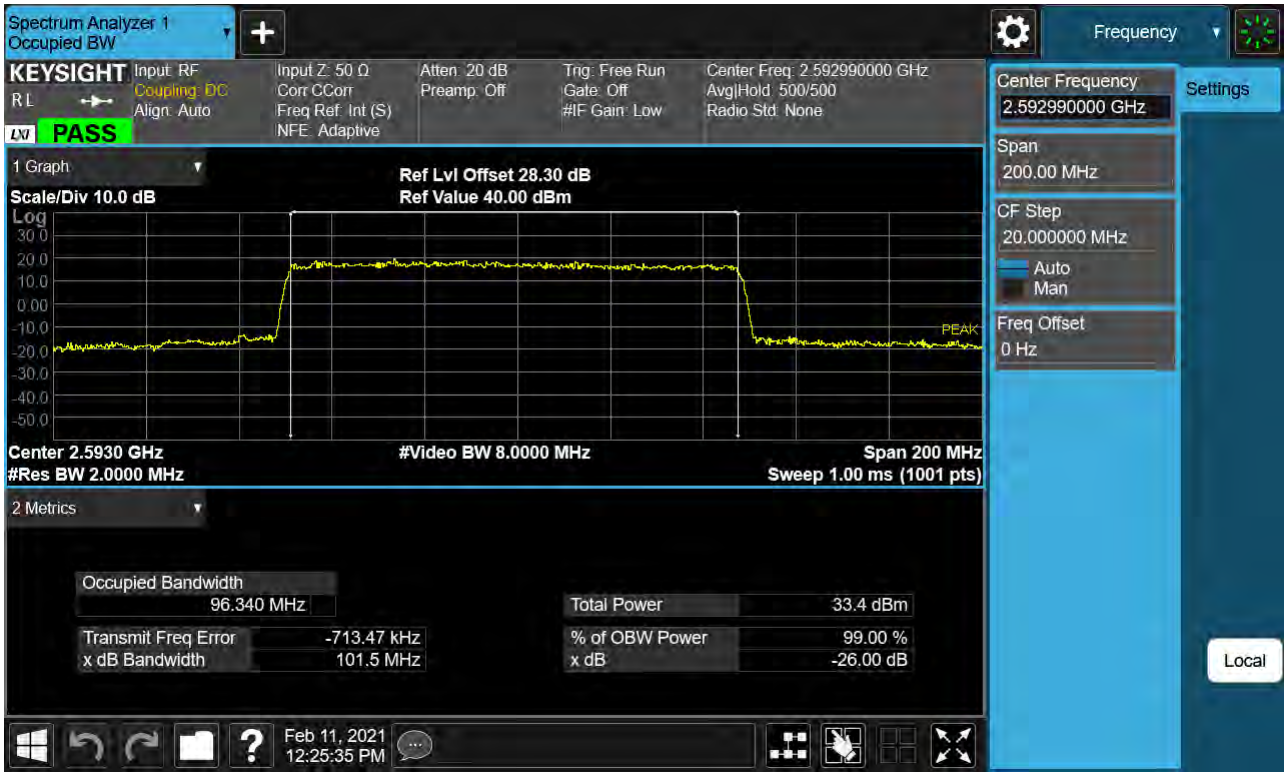 Spectrum Analyzer 1
Occupied BW
+
Frequency
KEYSIGHT
R L
LXI
PASS
Input: RF
Coupling: DC
Align: Auto
Input Z: 50 Ω
Corr CCorr
Freq Ref: Int (S)
NFE: Adaptive
Atten: 20 dB
Preamp: Off
Trig: Free Run
Gate: Off
#IF Gain: Low
Center Freq: 2.592990000 GHz
Avg|Hold: 500/500
Radio Std: None
Center Frequency
2.592990000 GHz
Settings
Span
200.00 MHz
CF Step
20.000000 MHz
Auto
Man
Freq Offset
0 Hz
Local
1 Graph
Scale/Div 10.0 dB
Ref Lvl Offset 28.30 dB
Ref Value 40.00 dBm
Log
30.0
20.0
10.0
0.00
-10.0
-20.0
-30.0
-40.0
-50.0
PEAK
Center 2.5930 GHz
#Video BW 8.0000 MHz
Span 200 MHz
#Res BW 2.0000 MHz
Sweep 1.00 ms (1001 pts)
2 Metrics
Occupied Bandwidth
96.340 MHz
Total Power 33.4 dBm
Transmit Freq Error -713.47 kHz
% of OBW Power 99.00 %
x dB Bandwidth 101.5 MHz
x dB -26.00 dB
?
Feb 11, 2021
12:25:35 PM